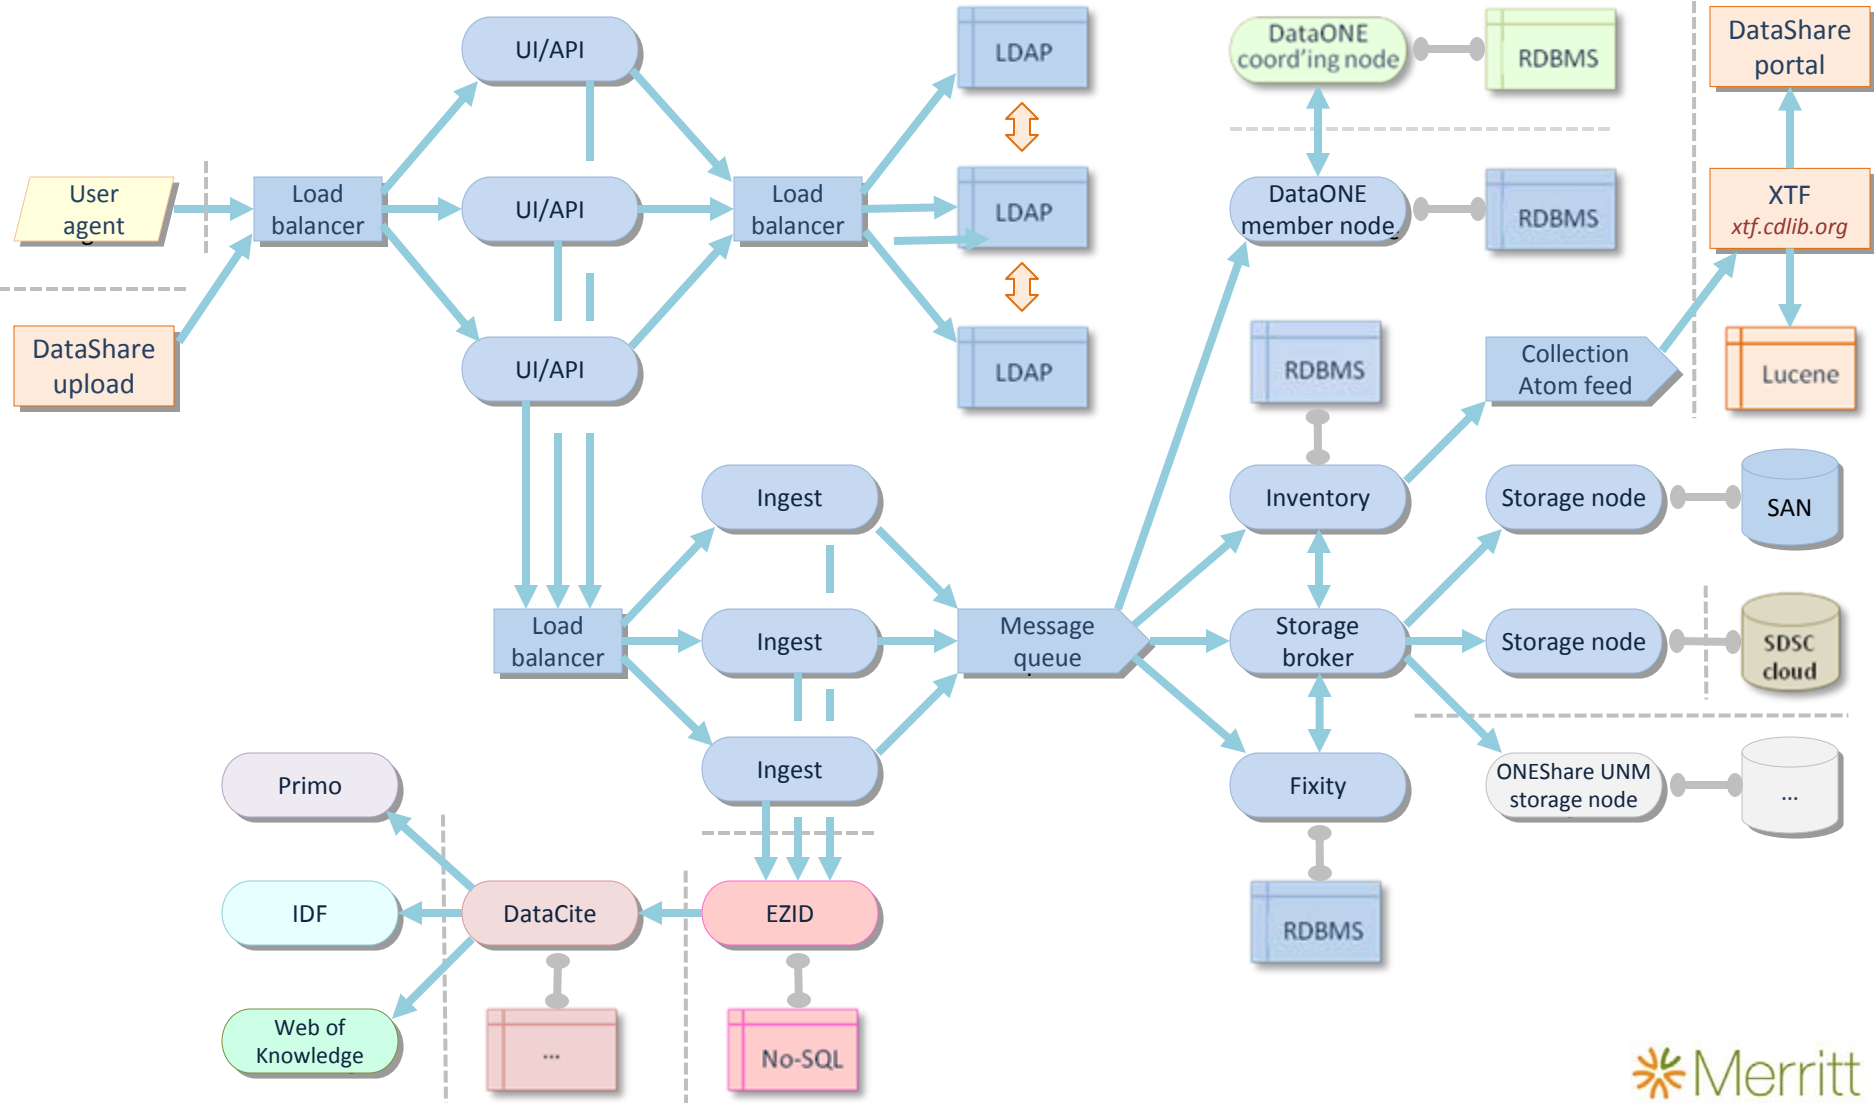 UI/API
LDAP
DataONE
coord'ing node
RDBMS
DataShare
portal
User
agent
Load
balancer
UI/API
Load
balancer
LDAP
DataONE
member node
RDBMS
XTF
xtf.cdlib.org
DataShare
upload
UI/API
LDAP
RDBMS
Collection
Atom feed
Lucene
Ingest
Inventory
Storage node
SAN
Load
balancer
Ingest
Message
queue
Storage
broker
Storage node
SDSC
cloud
Primo
Ingest
Fixity
ONEShare UNM
storage node
...
IDF
DataCite
EZID
RDBMS
Web of
Knowledge
...
No-SQL
Merritt